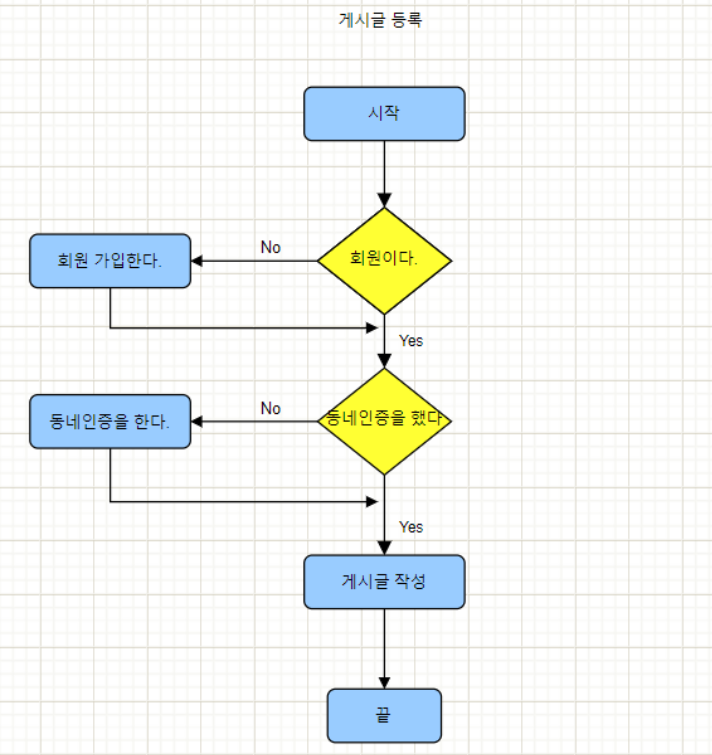 게시글 등록
시작
회원이다.
No
회원 가입한다.
Yes
동네인증을 했다
No
동네인증을 한다.
Yes
게시글 작성
끝